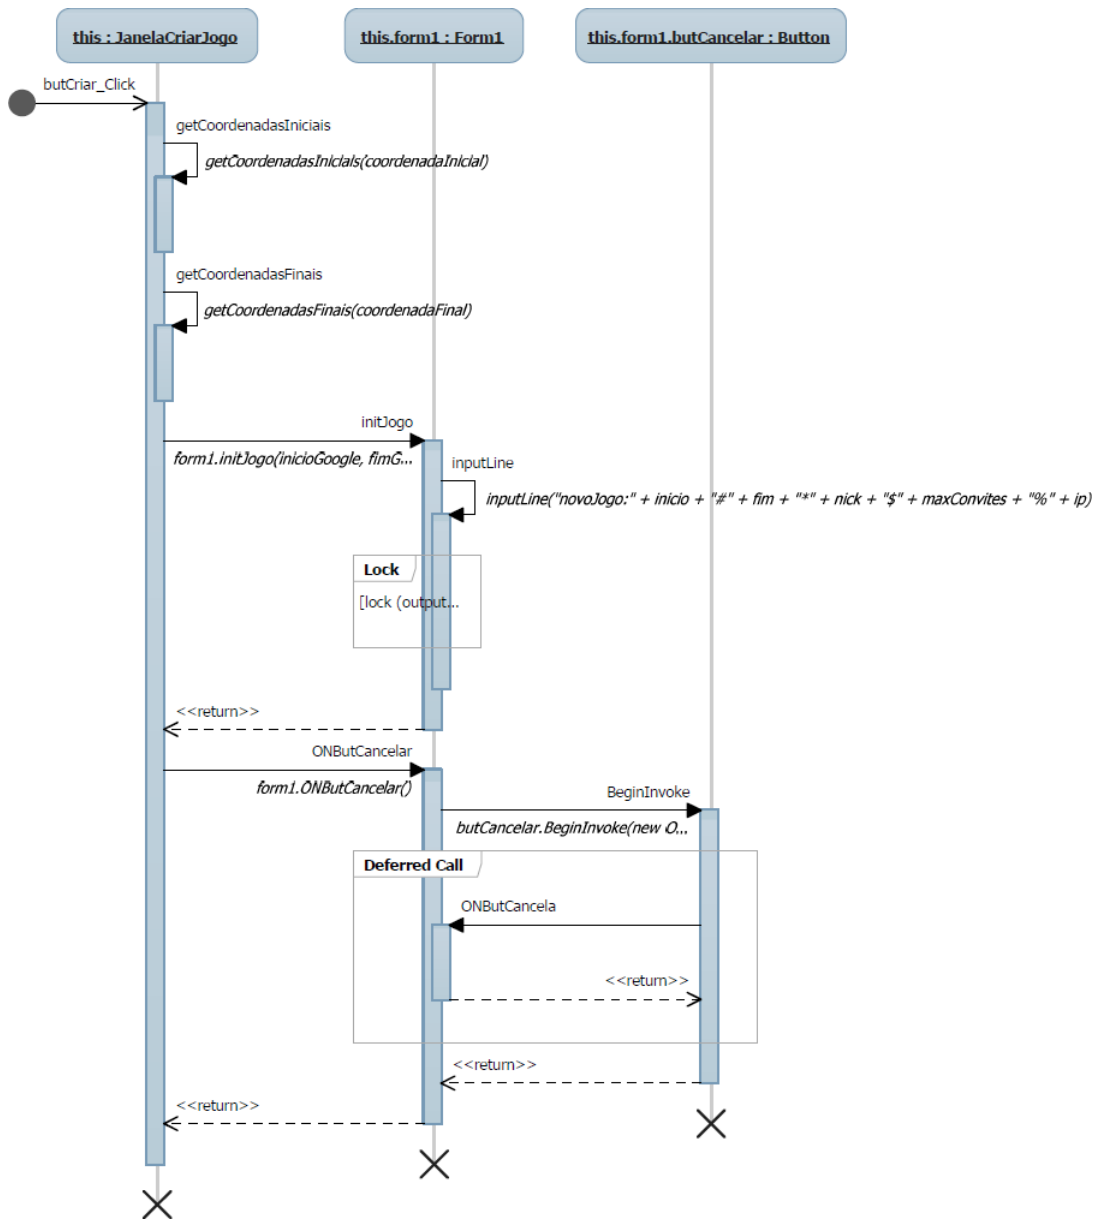 this : JanelaCriarJogo
this.form1 : Form1
this.form1.butCancelar : Button
butCriar_Click
getCoordenadasIniciais
getCoordenadasIniciais(coordenadaInicial)
getCoordenadasFinais
getCoordenadasFinais(coordenadaFinal)
initJogo
form1.initJogo(inicioGoogle, fimG...
inputLine
inputLine("novoJogo:" + inicio + "#" + fim + "*" + nick + "$" + maxConvites + "%" + ip)
Lock
[lock (output...
<<return>>
ONButCancelar
form1.ONButCancelar()
BeginInvoke
butCancelar.BeginInvoke(new O...
Deferred Call
ONButCancela
<<return>>
<<return>>
<<return>>